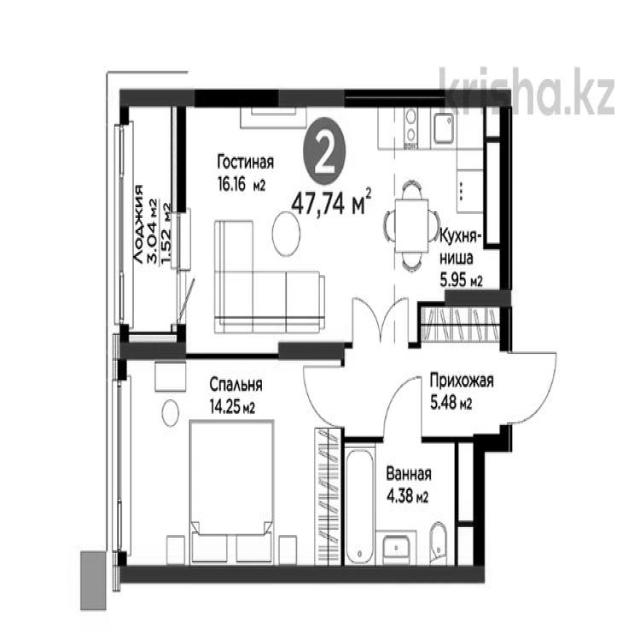 krisha.kz
2
47,74 м²
Гостиная
16.16 м2
Лоджия
3.04 м2
1.52 м2
Кухня-
ниша
5.95 м2
Спальня
14.25 м2
Прихожая
5.48 м2
Ванная
4.38 м2